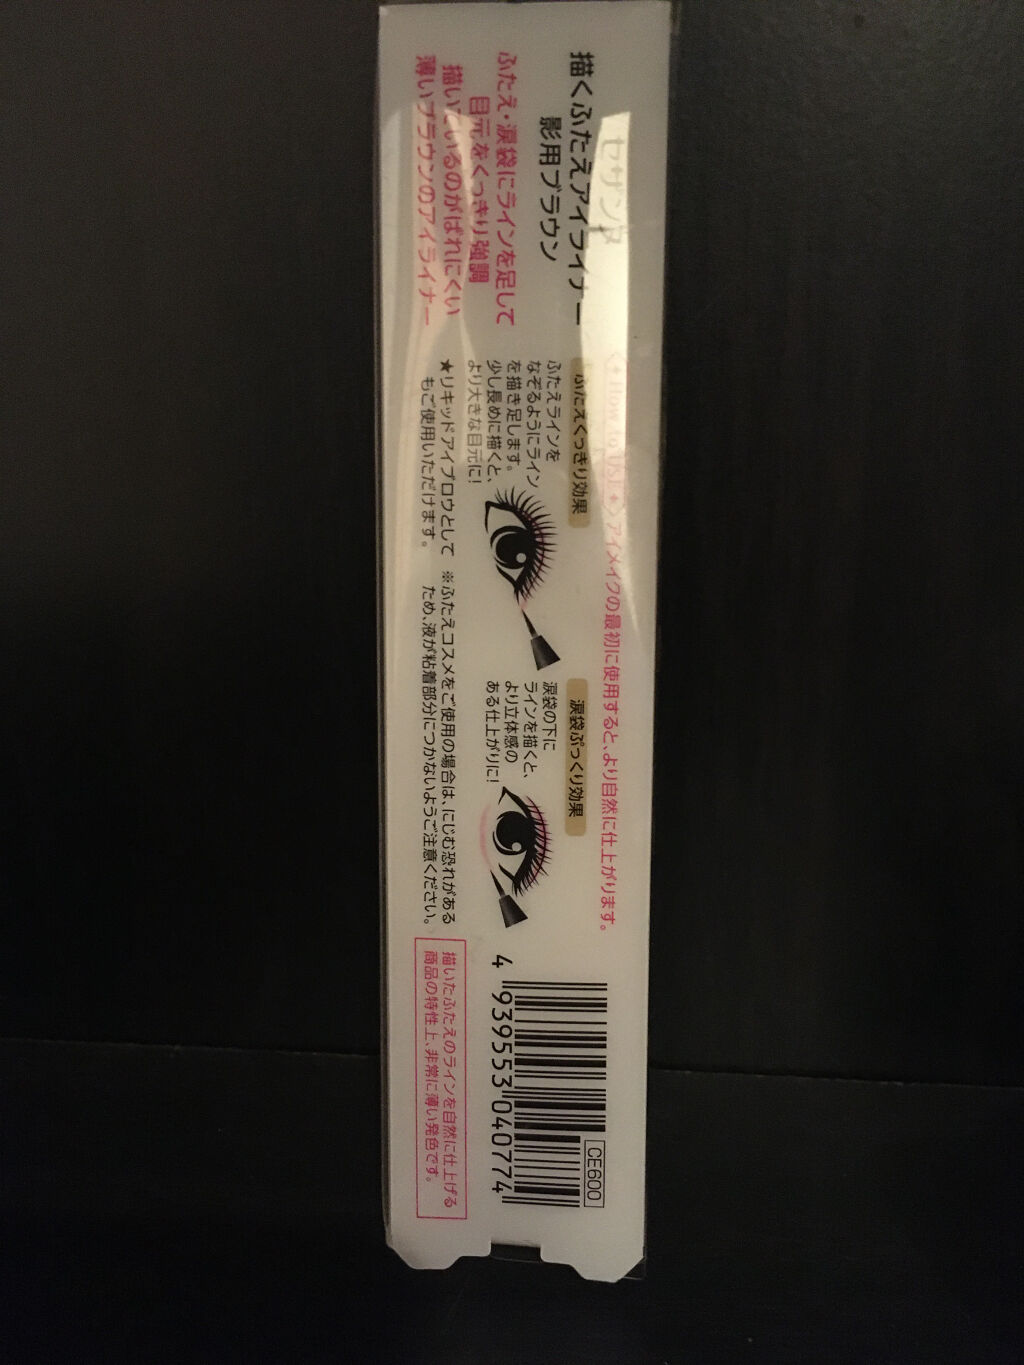 セザンヌ
描くふたえアイライナー
影用ブラウン
ふたえ・涙袋にラインを足して
目元をくっきり強調
描いているのがばれにくい
薄いブラウンのアイライナー
How to USE アイメイクの最初に使用すると、より自然に仕上がります。
ふたえくっきり効果
ふたえラインを
なぞるようにライン
を描き足します。
少し長めに描くと、
より大きな目元に!
涙袋ぷっくり効果
涙袋の下に
ラインを描くと、
より立体感の
ある仕上がりに!
★リキッドアイブロウとして
もご使用いただけます。
※ふたえコスメをご使用の場合は、にじむ恐れがある
ため、液が粘着部分につかないようご注意ください。
CE600
4 939553 040774
描いたふたえのラインを自然に仕上げる
商品の特性上、非常に薄い発色です。